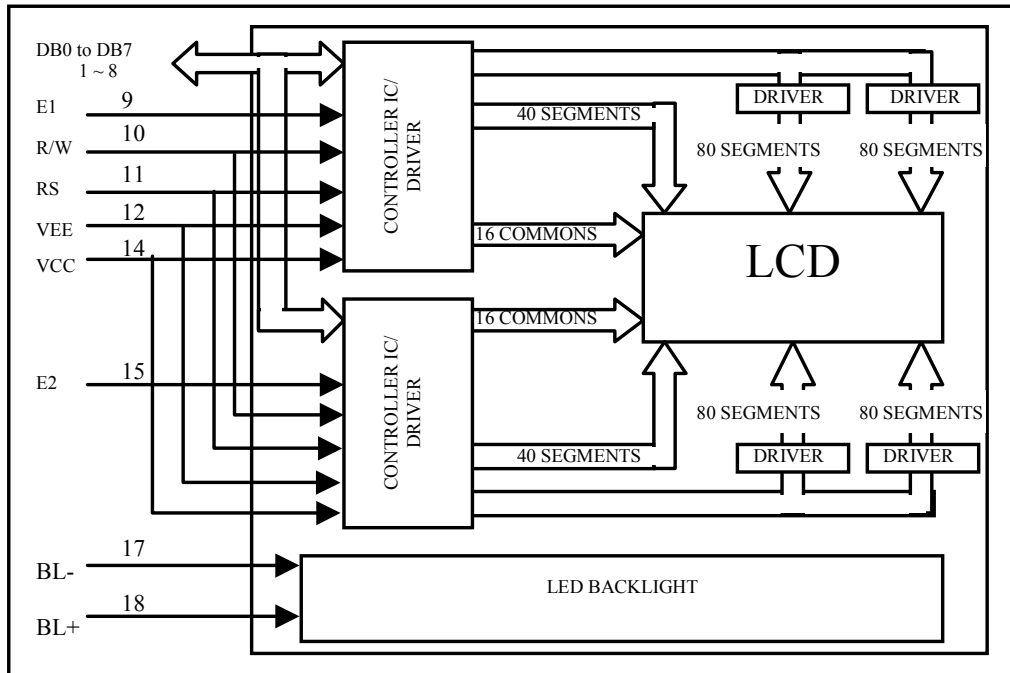 DB0 to DB7
1 ~ 8
E1
9
R/W
10
RS
11
VEE
12
VCC
14
E2
15
BL-
17
BL+
18
CONTROLLER IC/
DRIVER
CONTROLLER IC/
DRIVER
40 SEGMENTS
16 COMMONS
16 COMMONS
40 SEGMENTS
DRIVER
DRIVER
80 SEGMENTS
80 SEGMENTS
LCD
80 SEGMENTS
80 SEGMENTS
DRIVER
DRIVER
LED BACKLIGHT